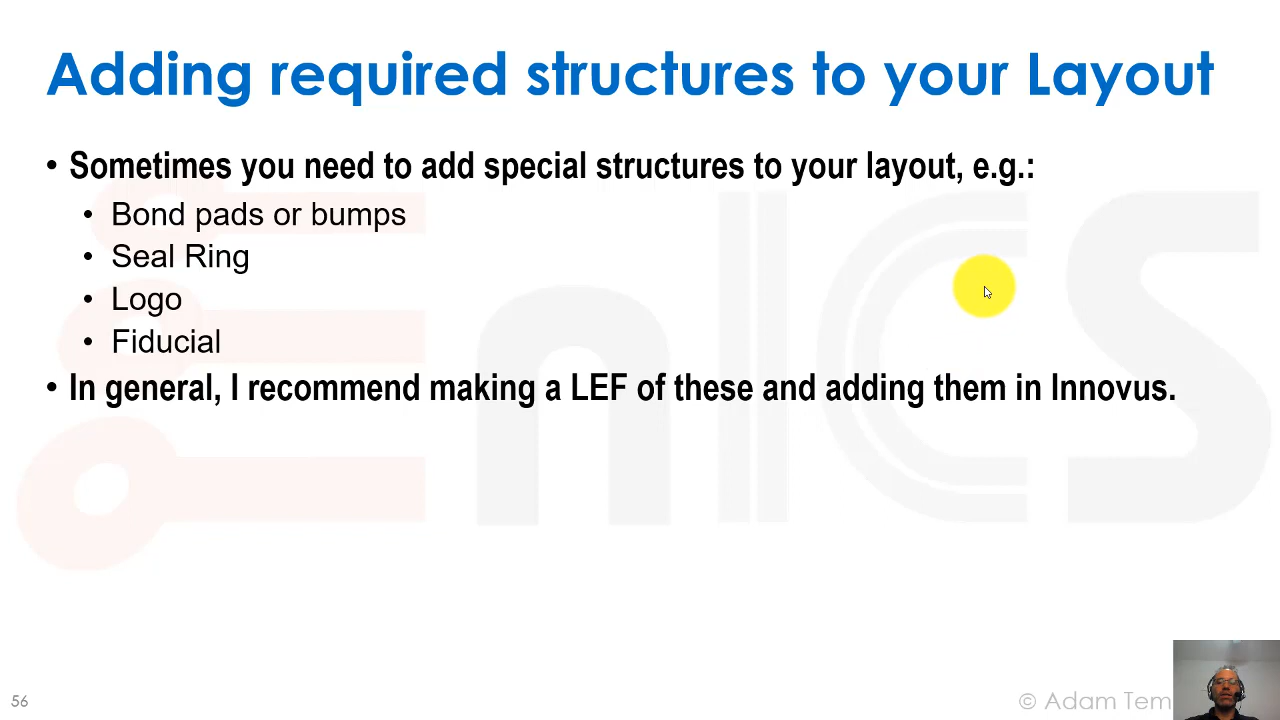 Adding required structures to your Layout
• Sometimes you need to add special structures to your layout, e.g.:
• Bond pads or bumps
• Seal Ring
• Logo
• Fiducial
• In general, I recommend making a LEF of these and adding them in Innovus.
EnICS
56
© Adam